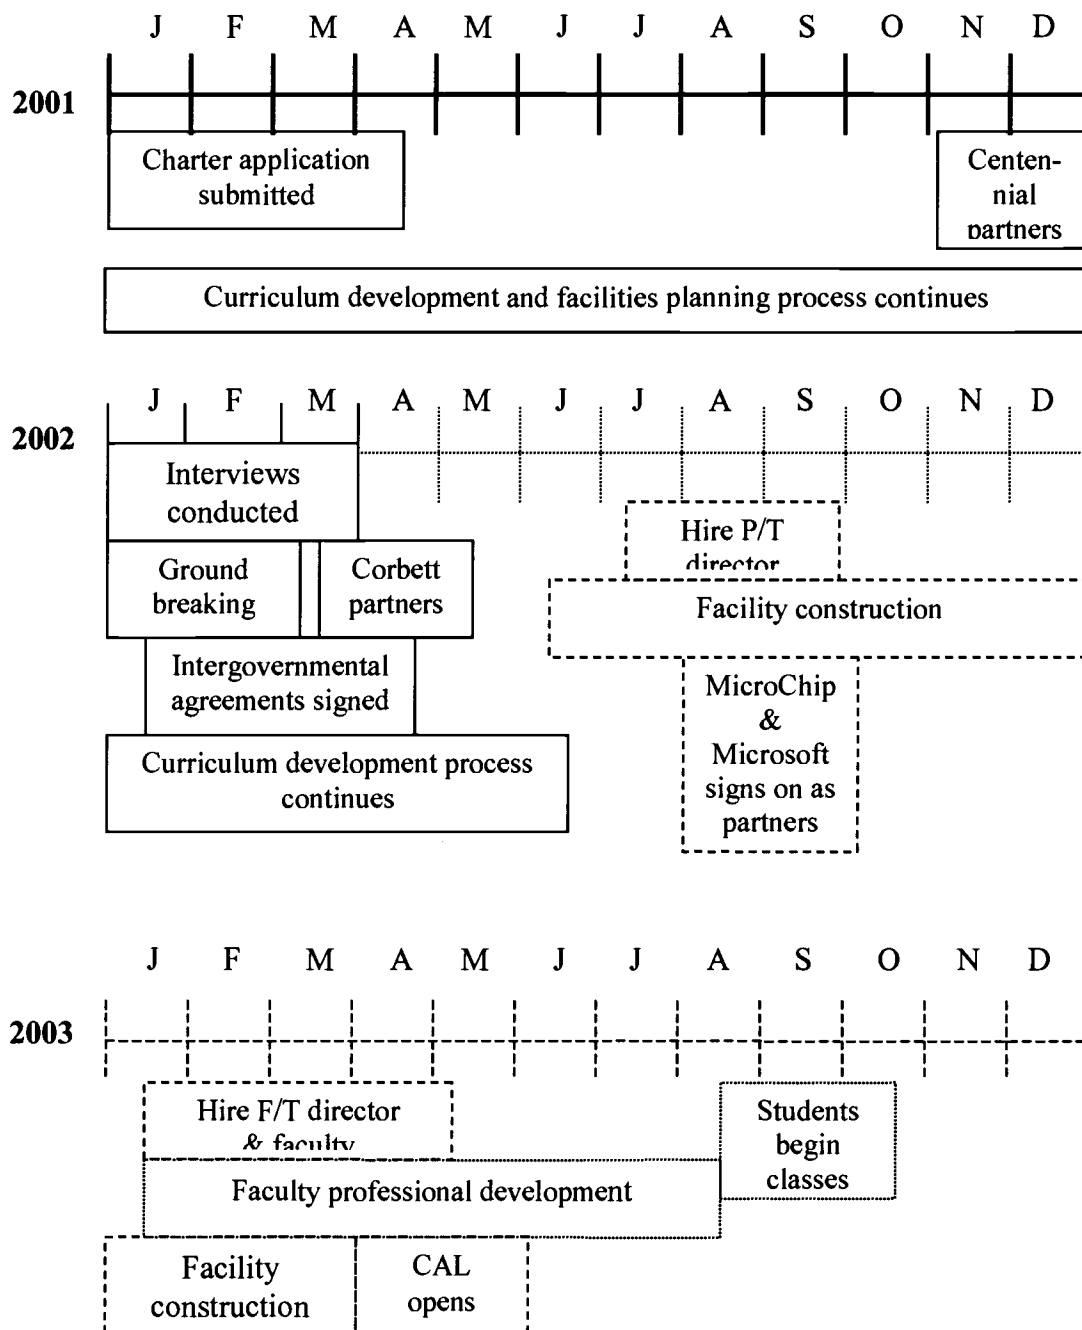 J F M A M J J A S O N D
2001
Charter application
submitted
Centen-
nial
partners
Curriculum development and facilities planning process continues
J F M A M J J A S O N D
2002
Interviews
conducted
Ground
breaking
Corbett
partners
Intergovernmental
agreements signed
Curriculum development process
continues
Hire P/T
director
Facility construction
MicroChip
&
Microsoft
signs on as
partners
J F M A M J J A S O N D
2003
Hire F/T director
& faculty
Students
begin
classes
Faculty professional development
Facility
construction
CAL
opens